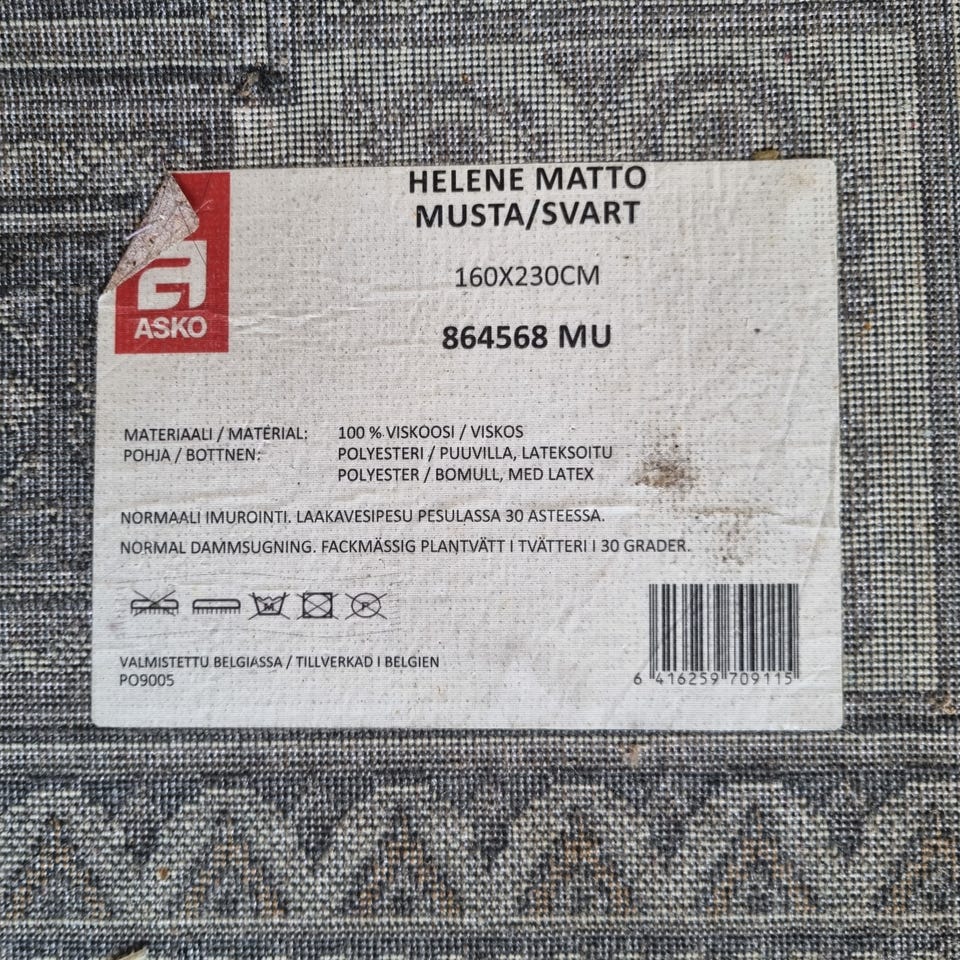 HELENE MATTO
MUSTA/SVART
160X230CM
864568 MU
a
ASKO
MATERIAALI / MATERIAL: 100 % VISKOOSI / VISKOS
POHJA / BOTTNEN: POLYESTERI / PUUVILLA, LATEKSOITU
POLYESTER / BOMULL, MED LATEX
NORMAALI IMUROINTI. LAAKAVESIPESU PESULASSA 30 ASTEESSA.
NORMAL DAMMSUGNING. FACKMÄSSIG PLANTVÄTT I TVÄTTERI I 30 GRADER.
M P
VALMISTETTU BELGIASSA / TILLVERKAD I BELGIEN
PO9005
6 416259 709115